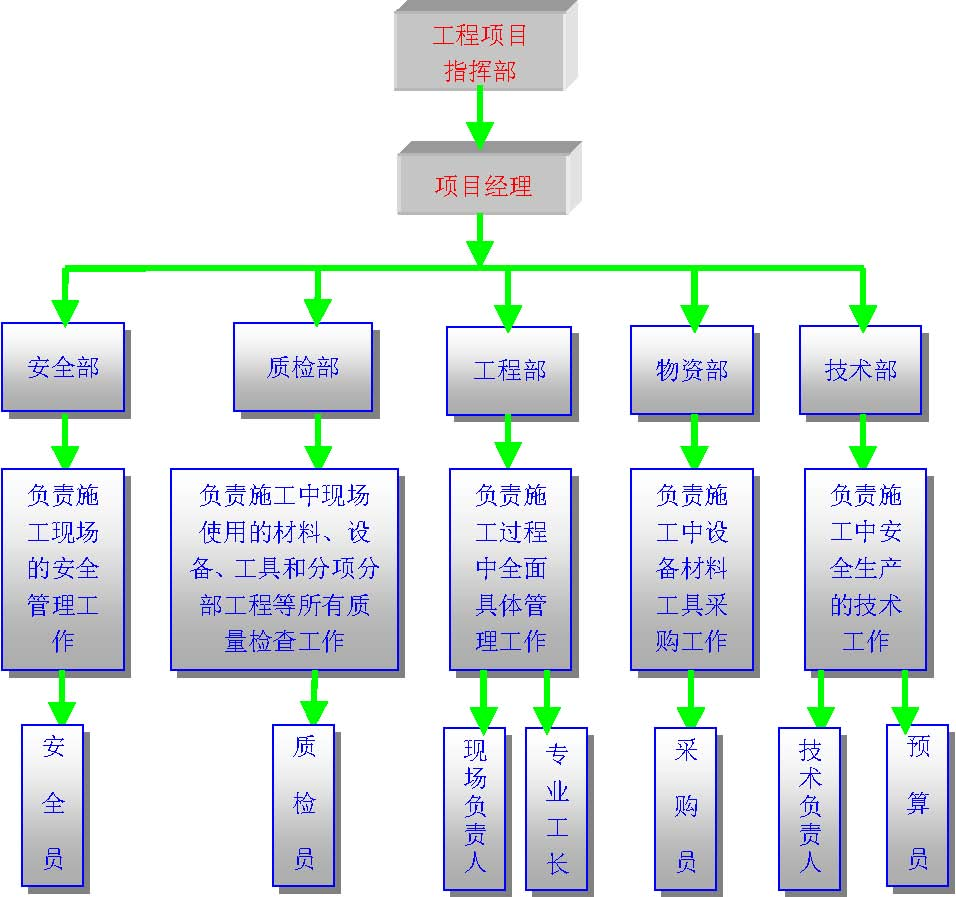 工程项目
指挥部
项目经理
安全部
质检部
工程部
物资部
技术部
负责施
工现场
的安全
管理工
作
负责施工中现场
使用的材料、设
备、工具和分项分
部工程等所有质
量检查工作
负责施
工过程
中全面
具体管
理工作
负责施
工中设
备材料
工具采
购工作
负责施
工中安
全生产
的技术
工作
安全员
质检员
现场负责人
专业工长
采购员
技术负责人
预算员